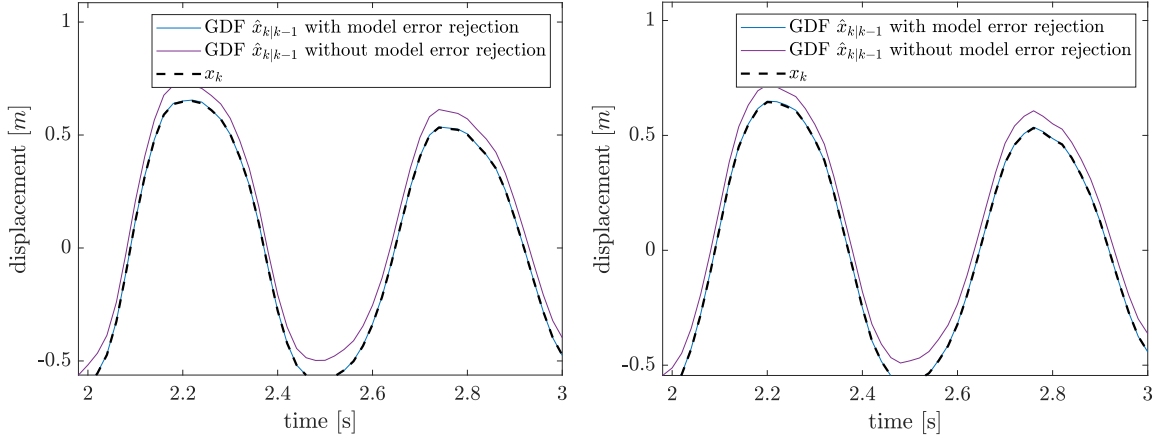 1
0.5
0
-0.5
displacement [m]
GDF x̂k|k−1 with model error rejection
GDF x̂k|k−1 without model error rejection
xk
2
2.2
2.4
2.6
2.8
3
time [s]
1
0.5
0
-0.5
displacement [m]
GDF x̂k|k−1 with model error rejection
GDF x̂k|k−1 without model error rejection
xk
2
2.2
2.4
2.6
2.8
3
time [s]